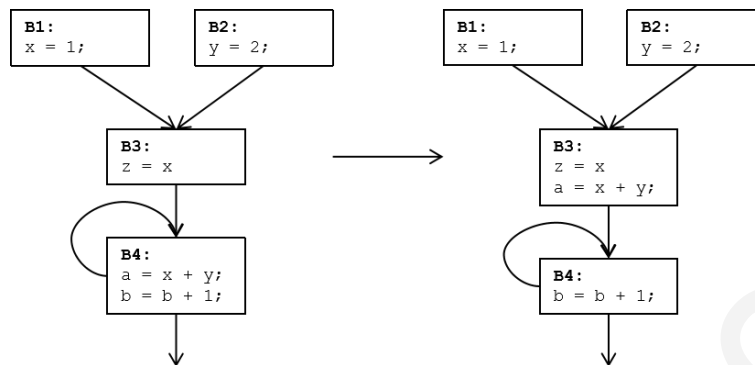 B1:
x = 1;
B2:
y = 2;
B3:
z = x
B4:
a = x + y;
b = b + 1;
B1:
x = 1;
B2:
y = 2;
B3:
z = x
a = x + y;
B4:
b = b + 1;